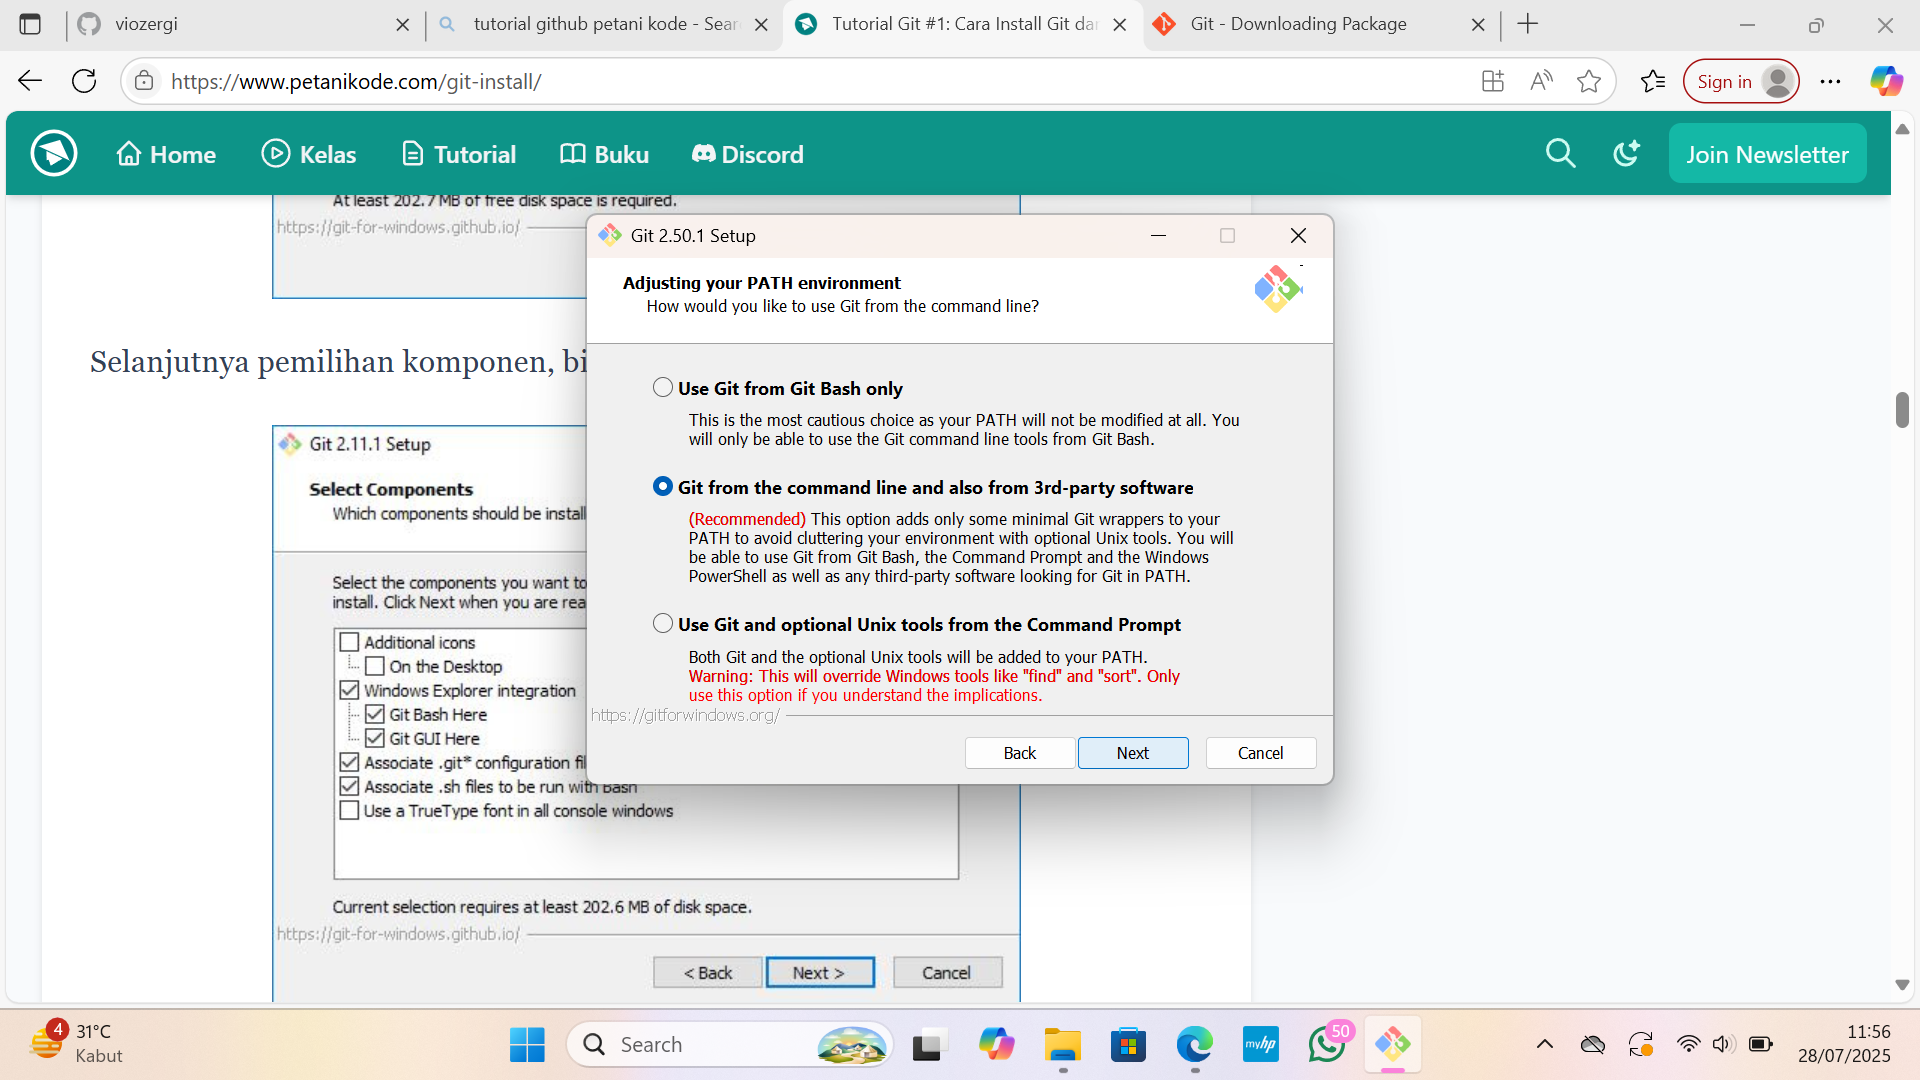 viozergi
tutorial github petani kode - Sear
Tutorial Git #1: Cara Install Git da
Git - Downloading Package
https://www.petanikode.com/git-install/
Sign in
Home
Kelas
Tutorial
Buku
Discord
Join Newsletter
At least 202.7 MB of free disk space is required.
https://git-for-windows.github.io/
Selanjutnya pemilihan komponen, bi
Git 2.11.1 Setup
Select Components
Which components should be install
Select the components you want to
install. Click Next when you are rea
Additional icons
On the Desktop
Windows Explorer integration
Git Bash Here
Git GUI Here
Associate .git* configuration fil
Associate .sh files to be run with Bash
Use a TrueType font in all console windows
Current selection requires at least 202.6 MB of disk space.
https://git-for-windows.github.io/
< Back
Next >
Cancel
Git 2.50.1 Setup
Adjusting your PATH environment
How would you like to use Git from the command line?
Use Git from Git Bash only
This is the most cautious choice as your PATH will not be modified at all. You
will only be able to use the Git command line tools from Git Bash.
Git from the command line and also from 3rd-party software
(Recommended) This option adds only some minimal Git wrappers to your
PATH to avoid cluttering your environment with optional Unix tools. You will
be able to use Git from Git Bash, the Command Prompt and the Windows
PowerShell as well as any third-party software looking for Git in PATH.
Use Git and optional Unix tools from the Command Prompt
Both Git and the optional Unix tools will be added to your PATH.
Warning: This will override Windows tools like "find" and "sort". Only
use this option if you understand the implications.
https://gitforwindows.org/
Back
Next
Cancel
4
31°C
Kabut
Search
myhp
50
11:56
28/07/2025